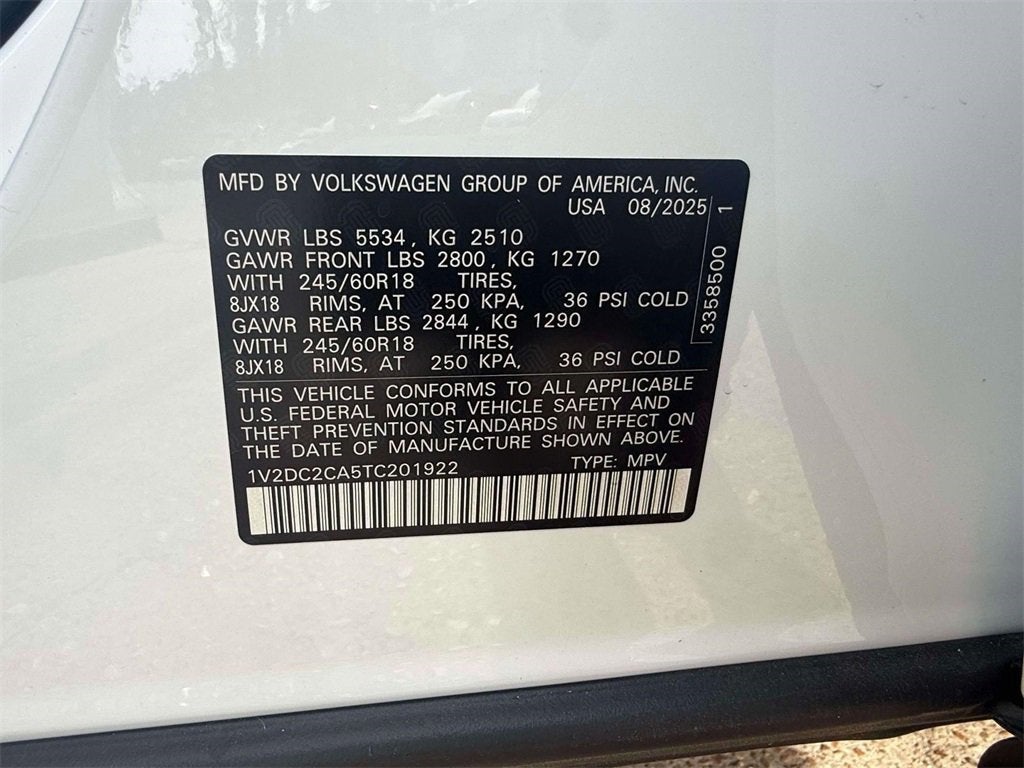 MFD BY VOLKSWAGEN GROUP OF AMERICA, INC.
USA 08/2025
GVWR LBS 5534, KG 2510
GAWR FRONT LBS 2800, KG 1270
WITH 245/60R18 TIRES,
8JX18 RIMS, AT 250 KPA, 36 PSI COLD
GAWR REAR LBS 2844, KG 1290
WITH 245/60R18 TIRES,
8JX18 RIMS, AT 250 KPA, 36 PSI COLD
THIS VEHICLE CONFORMS TO ALL APPLICABLE
U.S. FEDERAL MOTOR VEHICLE SAFETY AND
THEFT PREVENTION STANDARDS IN EFFECT ON
THE DATE OF MANUFACTURE SHOWN ABOVE.
1V2DC2CA5TC201922 TYPE: MPV
3358500 1